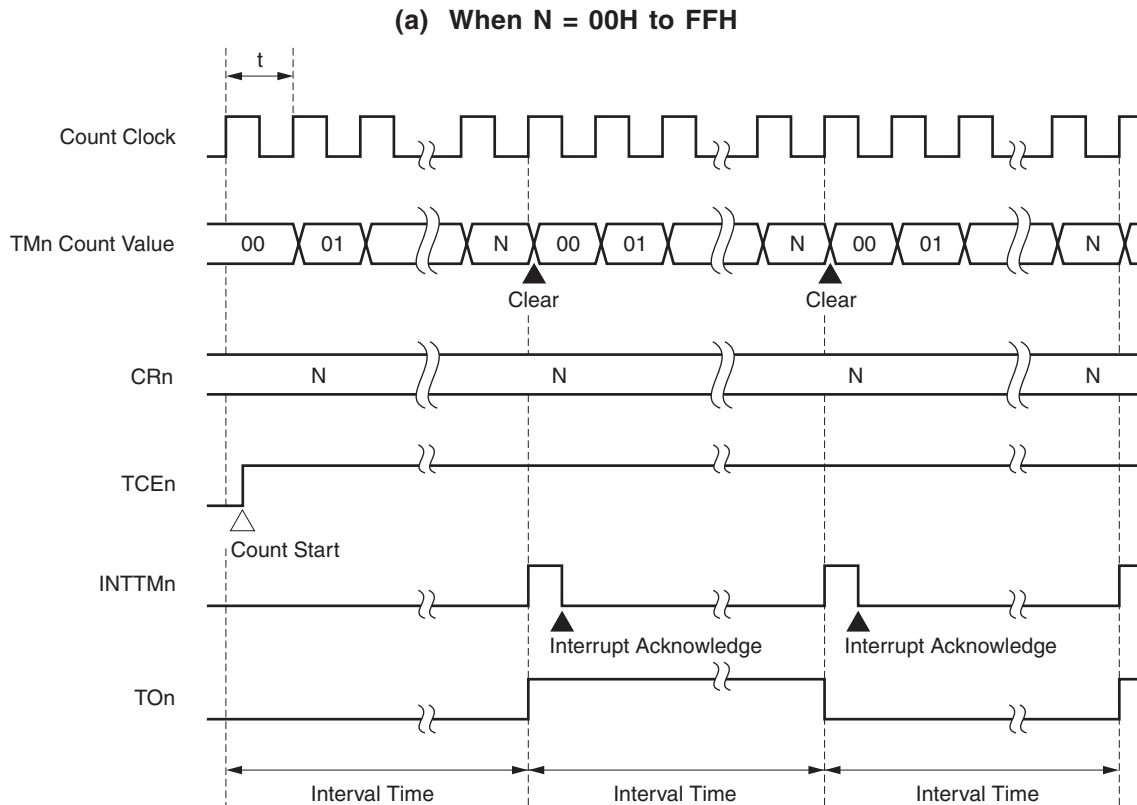 (a) When N = 00H to FFH
t
Count Clock
TMn Count Value
00 01 N 00 01 N 00 01 N
Clear Clear
CRn
N N N N
TCEn
Count Start
INTTMn
Interrupt Acknowledge Interrupt Acknowledge
TOn
Interval Time Interval Time Interval Time